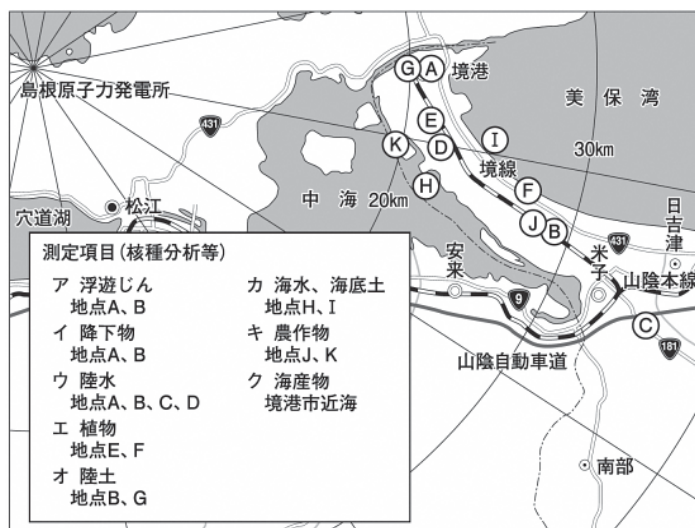 島根原子力発電所
431
松江
宍道湖
中海
20km
30km
美保湾
境港
境線
G
A
E
D
K
I
H
F
J
B
C
日吉津
431
米子
山陰本線
安来
9
181
山陰自動車道
南部
測定項目(核種分析等)
ア 浮遊じん
地点A、B
イ 降下物
地点A、B
ウ 陸水
地点A、B、C、D
エ 植物
地点E、F
オ 陸土
地点B、G
カ 海水、海底土
地点H、I
キ 農作物
地点J、K
ク 海産物
境港市近海